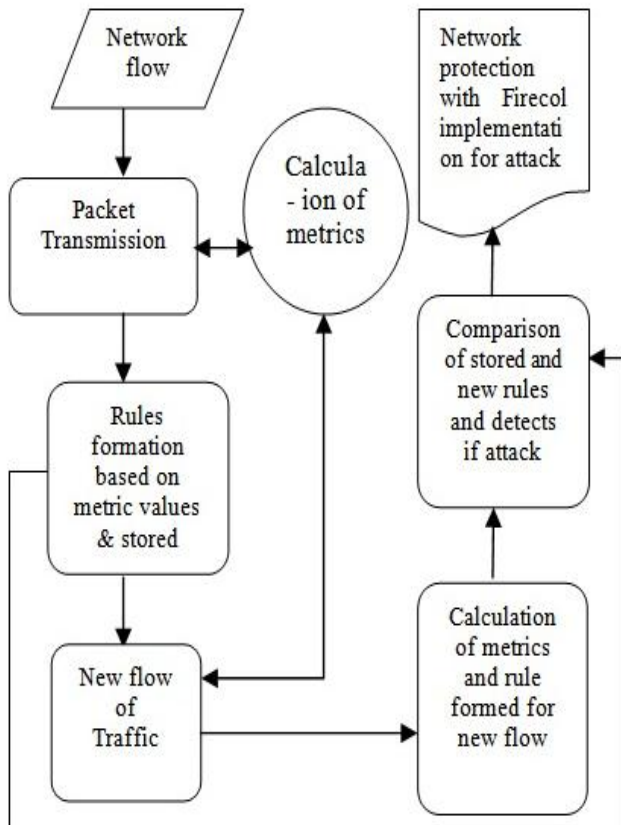 Network
flow
Packet
Transmission
Rules
formation
based on
metric values
& stored
New flow
of
Traffic
Calcula
- ion of
metrics
Network
protection
with Firecol
implementati
on for attack
Comparison
of stored and
new rules
and detects
if attack
Calculation
of metrics
and rule
formed for
new flow